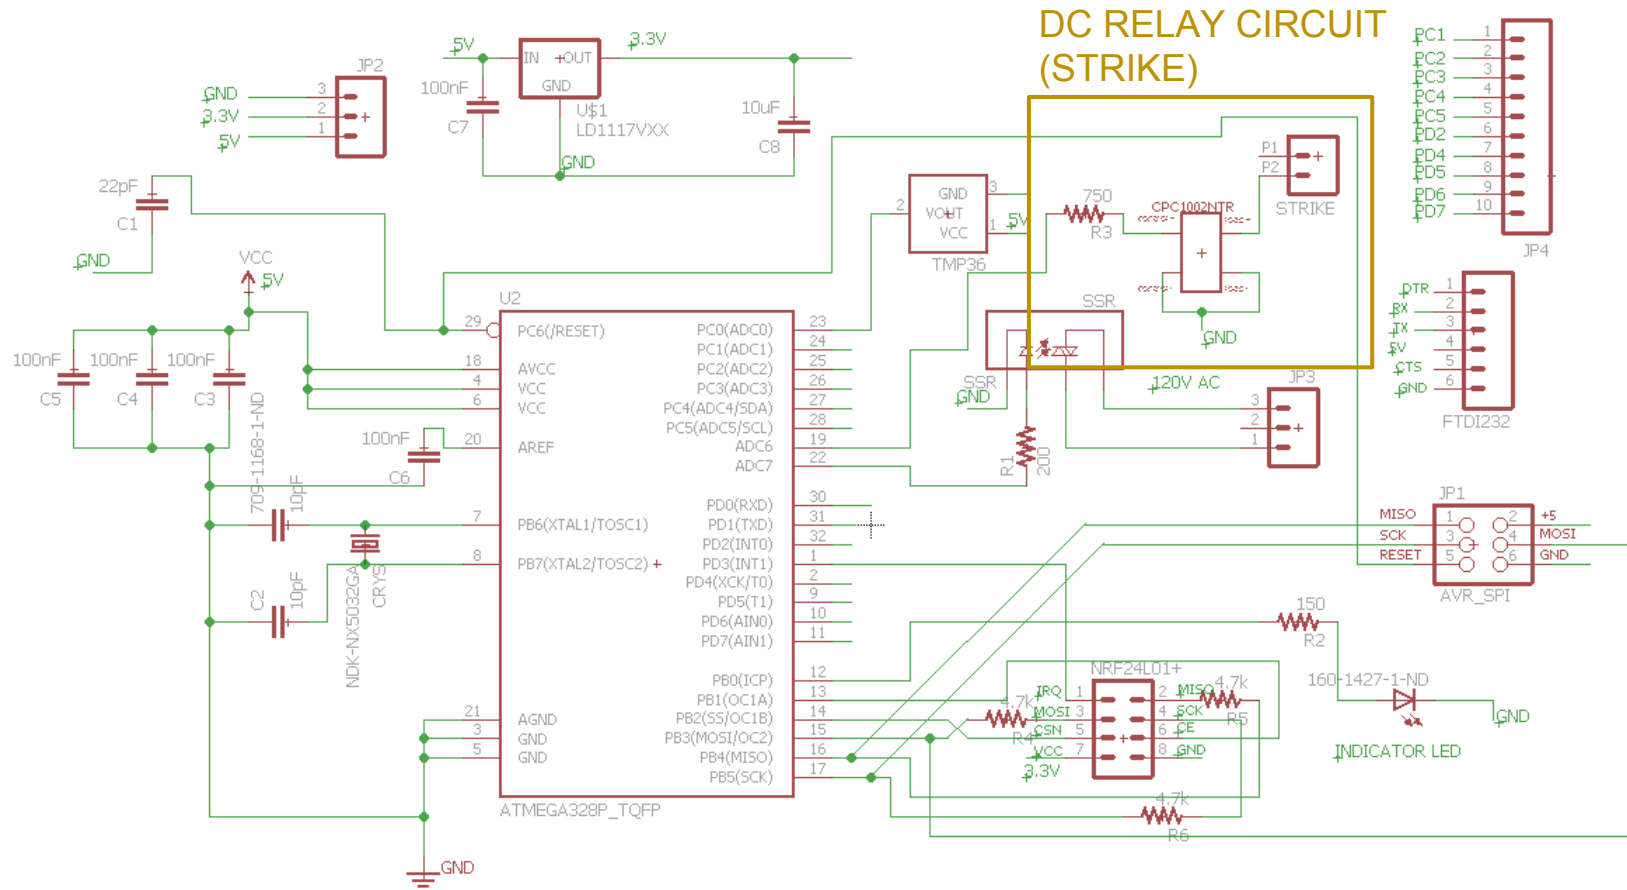 DC RELAY CIRCUIT
(STRIKE)
5V
IN
OUT
GND
3.3V
100nF
C7
U$1
LD1117VXX
10uF
C8
GND
JP2
GND
3
3.3V
2
5V
1
22pF
C1
GND
VCC
5V
100nF
C5
100nF
C4
100nF
C3
100nF
C6
709-1168-1-ND
10pF
C2
10pF
NDK-NX5032GA
CRYS
U2
29
PC6(/RESET)
18
AVCC
4
VCC
6
VCC
20
AREF
7
PB6(XTAL1/TOSC1)
8
PB7(XTAL2/TOSC2)
21
AGND
3
GND
5
GND
GND
PC0(ADC0)
23
PC1(ADC1)
24
PC2(ADC2)
25
PC3(ADC3)
26
PC4(ADC4/SDA)
27
PC5(ADC5/SCL)
28
ADC6
19
ADC7
22
PD0(RXD)
30
PD1(TXD)
31
PD2(INT0)
32
PD3(INT1)
1
PD4(XCK/T0)
2
PD5(T1)
9
PD6(AIN0)
10
PD7(AIN1)
11
PB0(ICP)
12
PB1(OC1A)
13
PB2(SS/OC1B)
14
PB3(MOSI/OC2)
15
PB4(MISO)
16
PB5(SCK)
17
ATMEGA328P_TQFP
GND
3
2
VOUT
VCC
1
5V
TMP36
750
R3
CPC1002NTR
GND
P1
P2
STRIKE
SSR
SSR
GND
R1
200
120V AC
JP3
3
2
1
PC1 1
PC2 2
PC3 3
PC4 4
PC5 5
PD2 6
PD4 7
PD5 8
PD6 9
PD7 10
JP4
DTR 1
RX 2
TX 3
5V 4
CTS 5
GND 6
FTDI232
JP1
MISO 1 2 +5
SCK 3 4 MOSI
RESET 5 6 GND
AVR_SPI
150
R2
160-1427-1-ND
GND
INDICATOR LED
NRF24L01+
IRQ 1 2 MISO
MOSI 3 4 SCK
CSN 5 6 CE
VCC 7 8 GND
3.3V
4.7k
R4
4.7k
R5
4.7k
R6